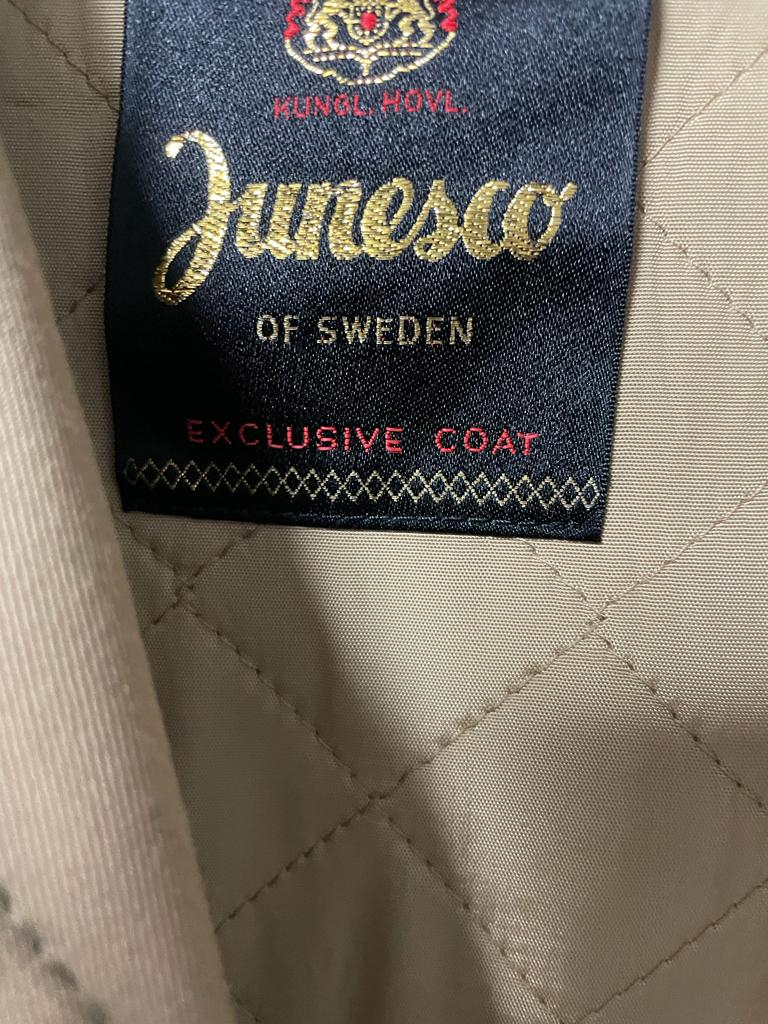 KUNGL. HOVL.
Junesco
OF SWEDEN
EXCLUSIVE COAT